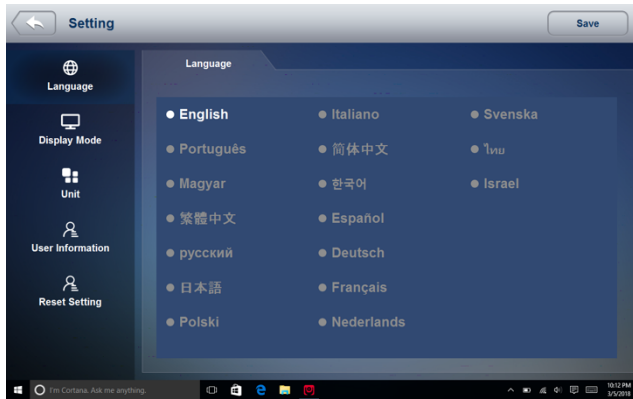 Setting
Save
Language
Display Mode
Unit
User Information
Reset Setting
Language
English
Italiano
Svenska
Português
简体中文
ไทย
Magyar
한국어
Israel
繁體中文
Español
русский
Deutsch
日本語
Français
Polski
Nederlands
I'm Cortana. Ask me anything.
10:12 PM
3/5/2018